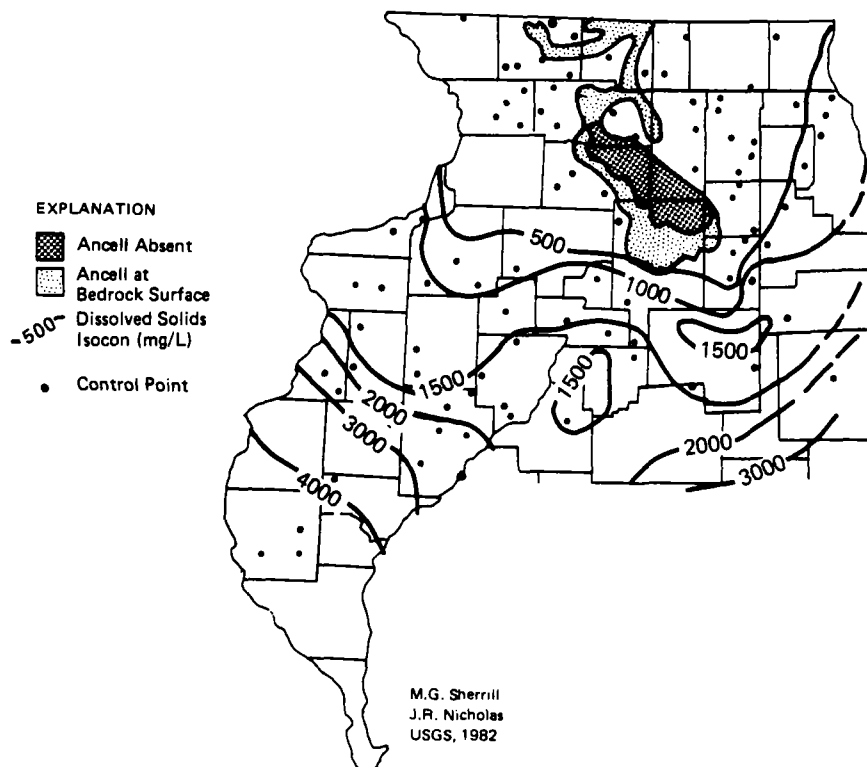 EXPLANATION
Ancell Absent
Ancell at
Bedrock Surface
-500-
Dissolved Solids
Isocon (mg/L)
Control Point
500
1000
1500
1500
1500
2000
3000
4000
2000
3000
M.G. Sherrill
J.R. Nicholas
USGS, 1982